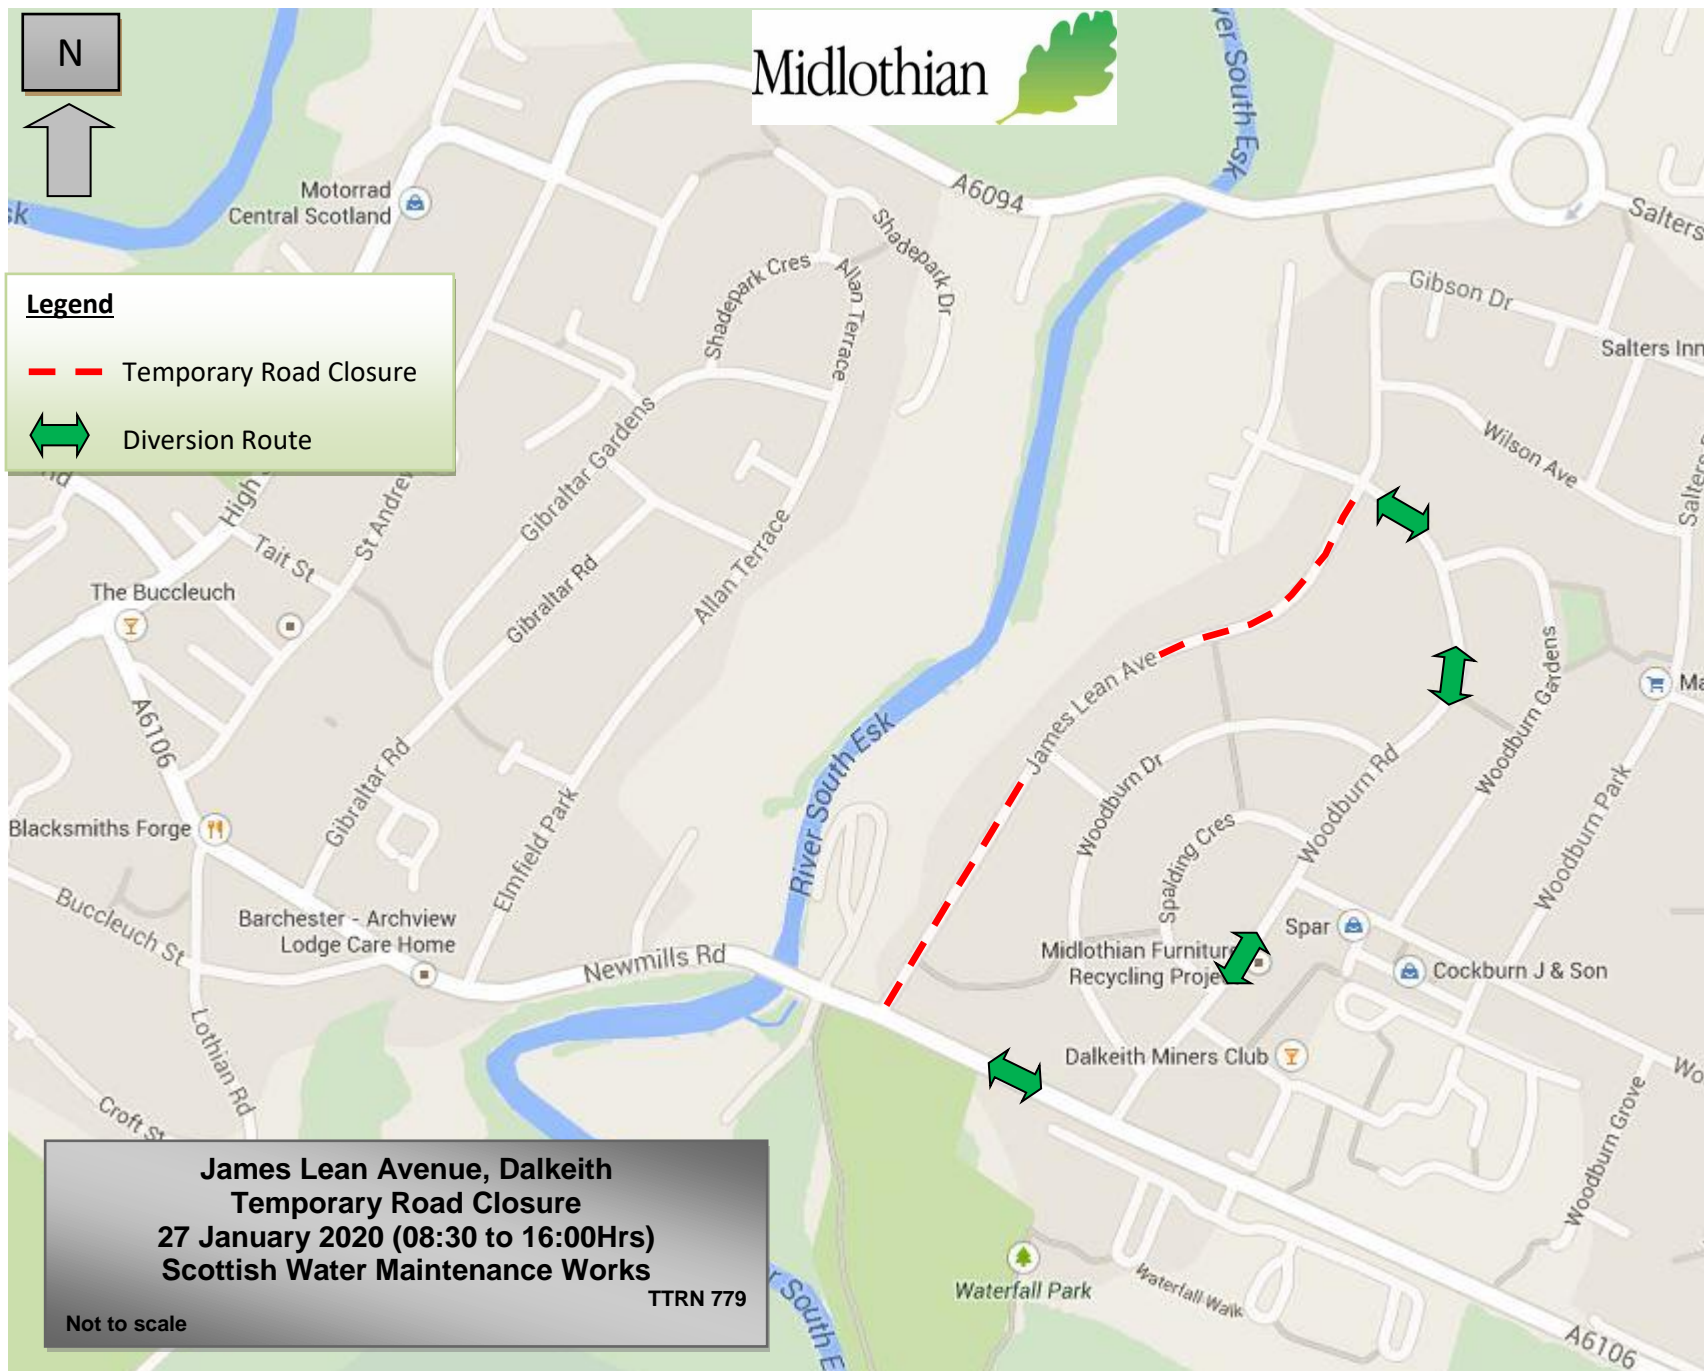 N
Midlothian
River South Esk
A6094
Salters
Motorrad
Central Scotland
Shadepark Dr
Shadepark Cres
Allan Terrace
Gibson Dr
Salters Inn
Legend
Temporary Road Closure
Diversion Route
Gibraltar Gardens
Wilson Ave
Salters
High
St Andrew
Tait St
Gibraltar Rd
Allan Terrace
The Buccleuch
James Lean Ave
Woodburn Gardens
Ma
A6106
Gibraltar Rd
River South Esk
Woodburn Dr
Woodburn Rd
Woodburn Park
Blacksmiths Forge
Elmfield Park
Spalding Cres
Buccleuch St
Barchester - Archview
Lodge Care Home
Newmills Rd
Spar
Midlothian Furniture
Recycling Project
Cockburn J & Son
Lothian Rd
Dalkeith Miners Club
Wo
Croft St
Woodburn Grove
James Lean Avenue, Dalkeith
Temporary Road Closure
27 January 2020 (08:30 to 16:00Hrs)
Scottish Water Maintenance Works
TTRN 779
Not to scale
r South E
Waterfall Park
Waterfall Walk
A6106